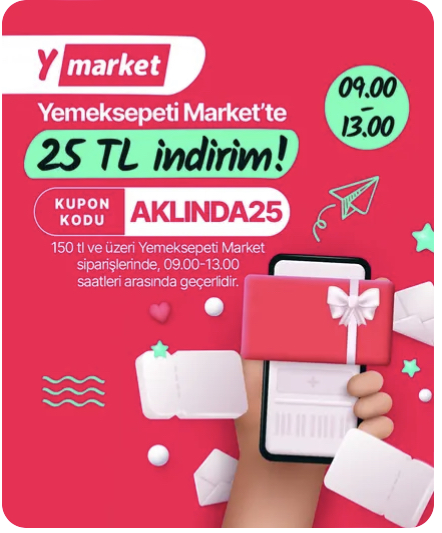 Y market
Yemeksepeti Market'te
25 TL indirim!
09.00
-
13.00
KUPON
KODU
AKLINDA25
150 tl ve üzeri Yemeksepeti Market
siparişlerinde, 09.00-13.00
saatleri arasında geçerlidir.